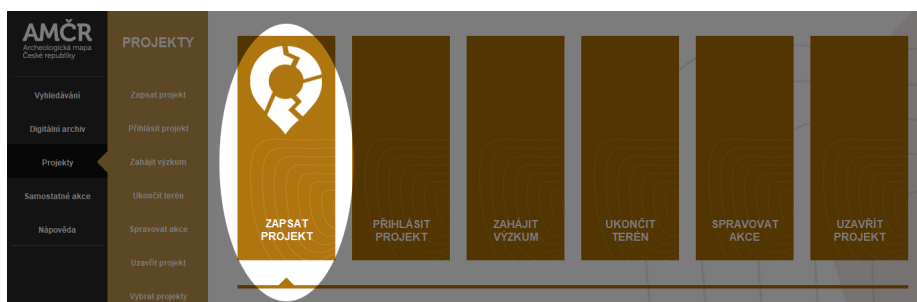 AMČR
Archeologická mapa
České republiky
Vyhledávání
Digitální archiv
Projekty
Samostatné akce
Nápověda
PROJEKTY
Zapsat projekt
Přihlásit projekt
Zahájit výzkum
Ukončit terén
Spravovat akce
Uzavřít projekt
Vybrat projekty
ZAPSAT
PROJEKT
PŘIHLÁSIT
PROJEKT
ZAHÁJIT
VÝZKUM
UKONČIT
TERÉN
SPRAVOVAT
AKCE
UZAVŘÍT
PROJEKT